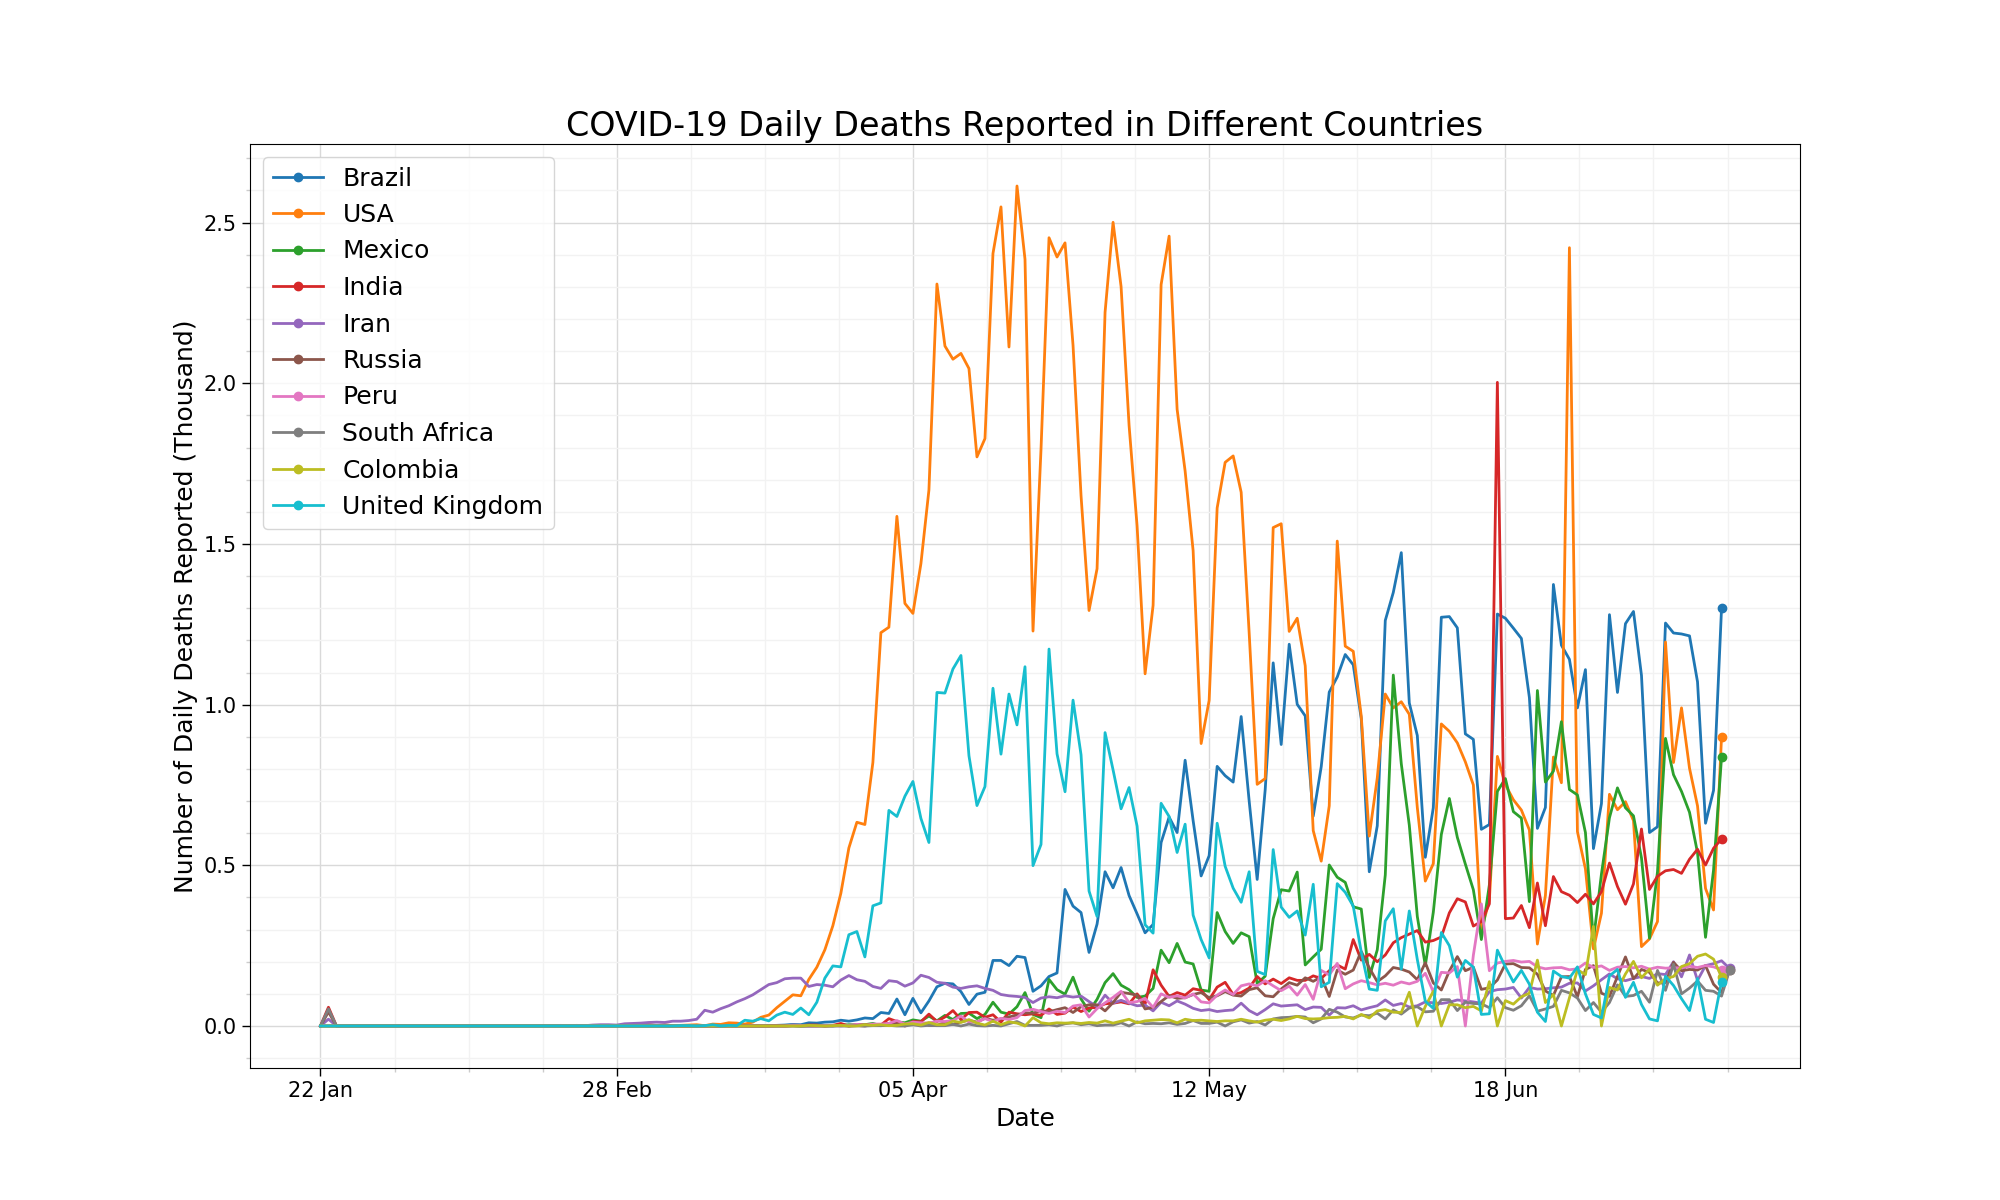 COVID-19 Daily Deaths Reported in Different Countries
Brazil
USA
Mexico
India
Iran
Russia
Peru
South Africa
Colombia
United Kingdom
Number of Daily Deaths Reported (Thousand)
2.5
2.0
1.5
1.0
0.5
0.0
22 Jan
28 Feb
05 Apr
12 May
18 Jun
Date